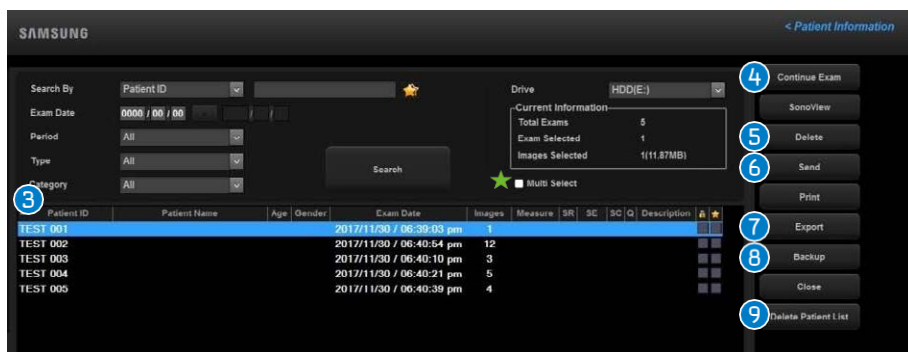 SAMSUNG
< Patient Information
Search By Patient ID
Exam Date 0000 / 00 / 00 / /
Period All
Type All
Category All
Search
Drive HDD(E:)
Current Information
Total Exams 5
Exam Selected 1
Images Selected 1(11.87MB)
Multi Select
3
Patient ID Patient Name Age Gender Exam Date Images Measure SR SE SC Q Description
TEST 001 2017/11/30 / 06:39:03 pm 1
TEST 002 2017/11/30 / 06:40:54 pm 12
TEST 003 2017/11/30 / 06:40:10 pm 3
TEST 004 2017/11/30 / 06:40:21 pm 5
TEST 005 2017/11/30 / 06:40:39 pm 4
4 Continue Exam
SonoView
5 Delete
6 Send
Print
7 Export
8 Backup
Close
9 Delete Patient List